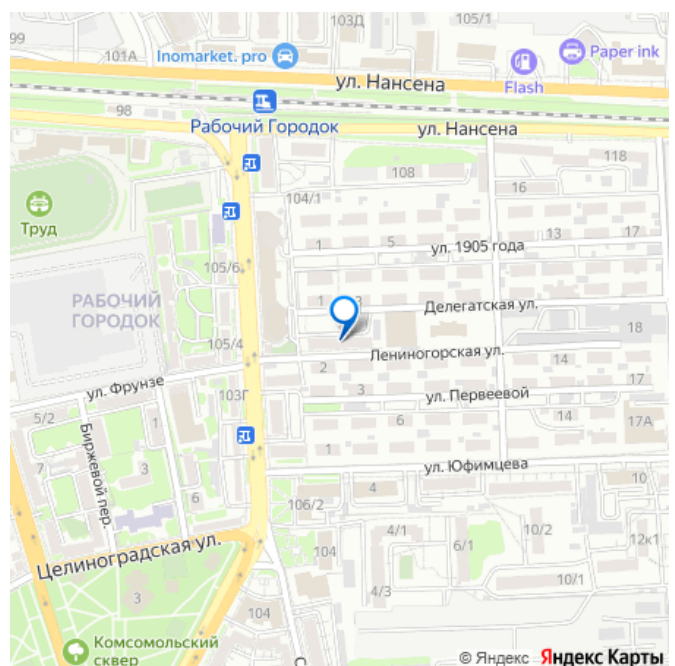 103Д
105/1
99
101А
Inomarket. pro
Paper ink
ул. Нансена
Flash
98
Рабочий Городок
ул. Нансена
118
108
16
104/1
Труд
1
5
ул. 1905 года
13
17
105/6
РАБОЧИЙ
ГОРОДОК
1
3
Делегатская ул.
18
105/4
Лениногорская ул.
2
14
ул. Фрунзе
103Г
3
ул. Первеевой
17
5/2
Биржевой пер.
1
6
14
17А
7
3
1
ул. Юфимцева
6
4
10
106/2
Целиноградская ул.
104
4/1
6/1
10/2
12к1
3
4/3
10/1
104
Комсомольский
сквер
С
© Яндекс Яндекс Карты